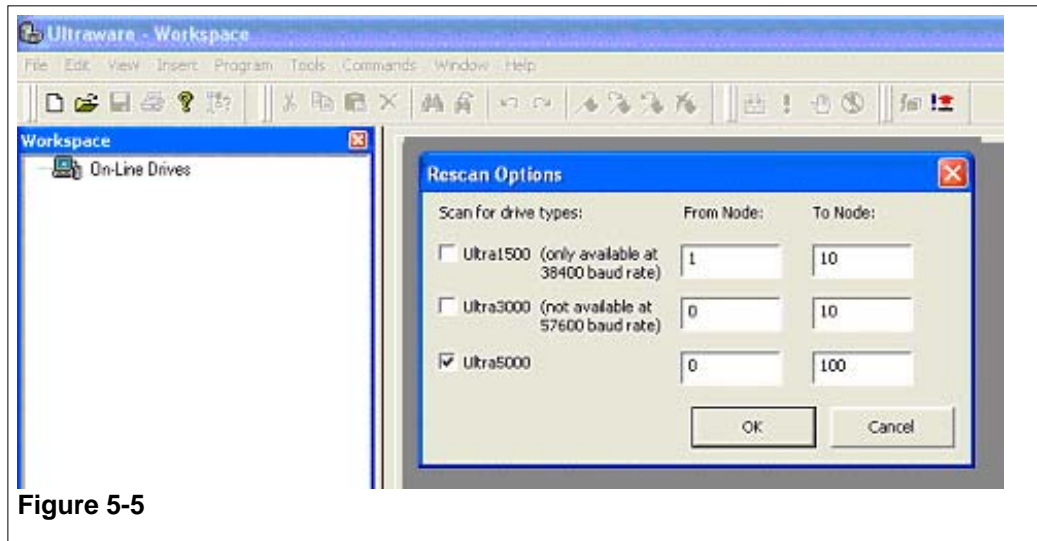 Ultraware - Workspace
File Edit View Insert Program Tools Commands Window Help
Workspace
On-Line Drives
Rescan Options
Scan for drive types: From Node: To Node:
Ultra1500 (only available at 38400 baud rate) 1 10
Ultra3000 (not available at 57600 baud rate) 0 10
Ultra5000 0 100
OK Cancel
Figure 5-5